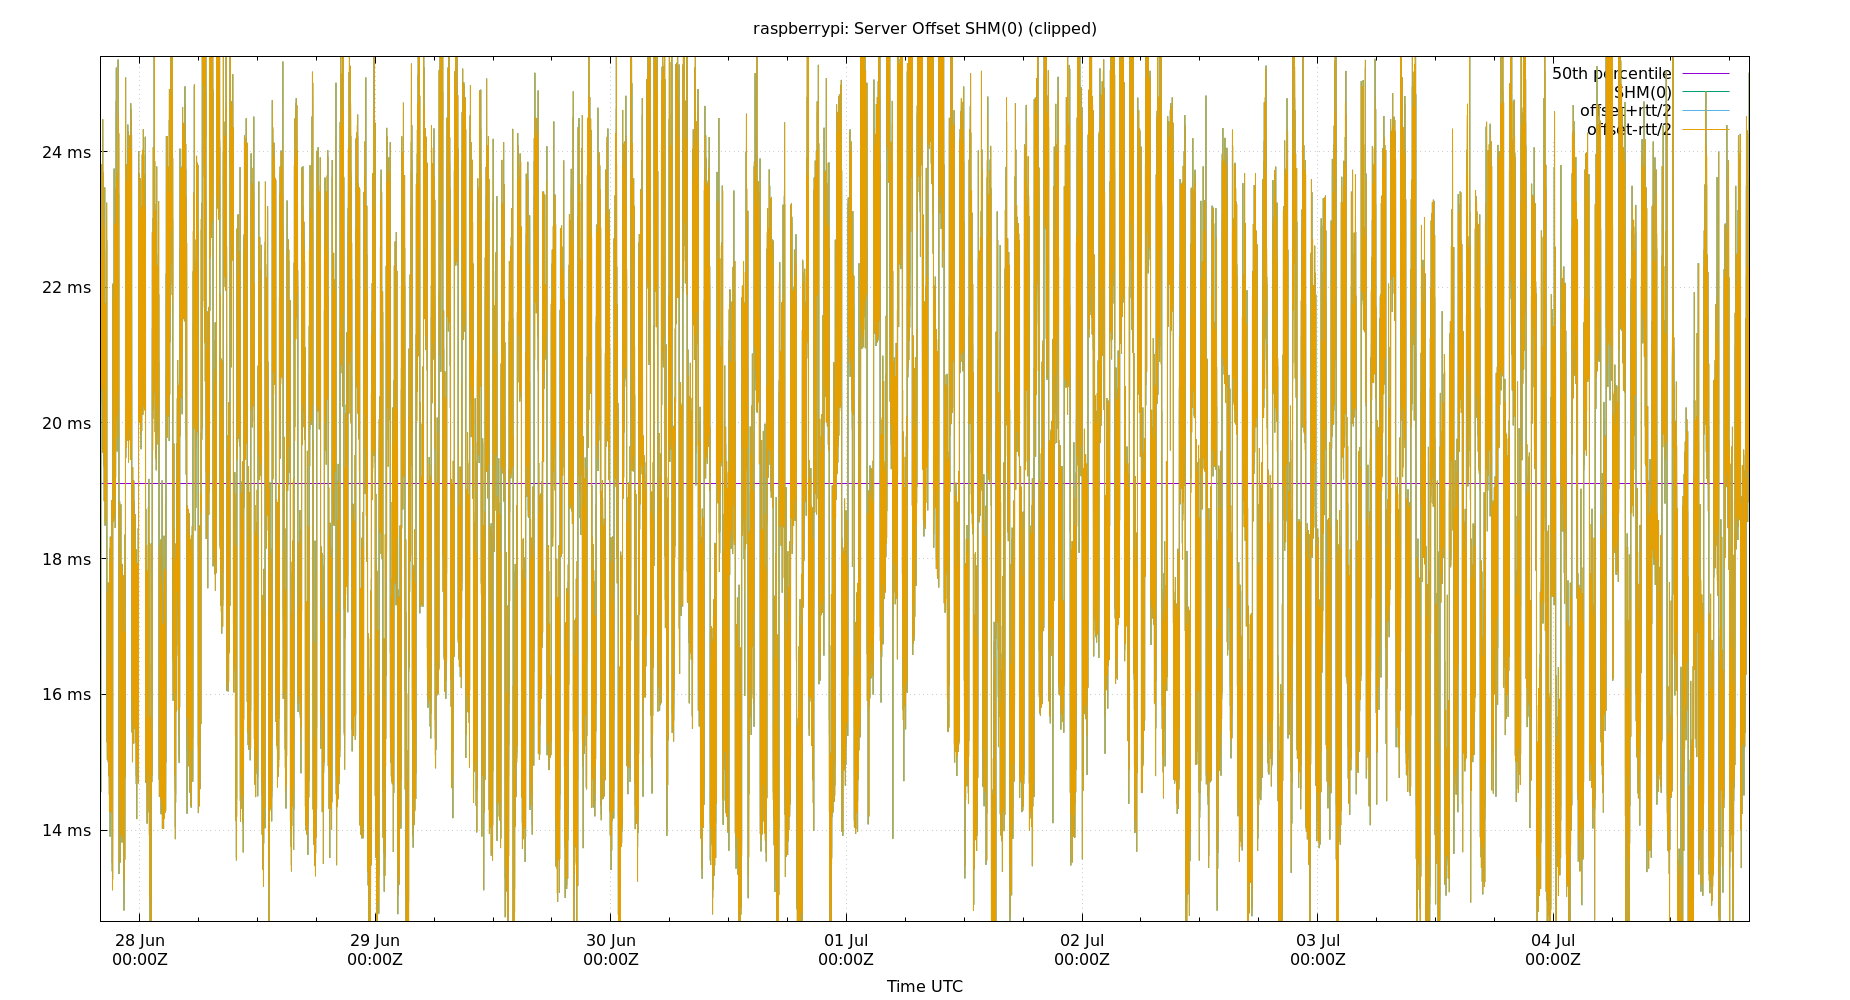 raspberrypi: Server Offset SHM(0) (clipped)
50th percentile
SHM(0)
offset+rtt/2
offset-rtt/2
24 ms
22 ms
20 ms
18 ms
16 ms
14 ms
28 Jun 29 Jun 30 Jun 01 Jul 02 Jul 03 Jul 04 Jul
00:00Z 00:00Z 00:00Z 00:00Z 00:00Z 00:00Z 00:00Z
Time UTC